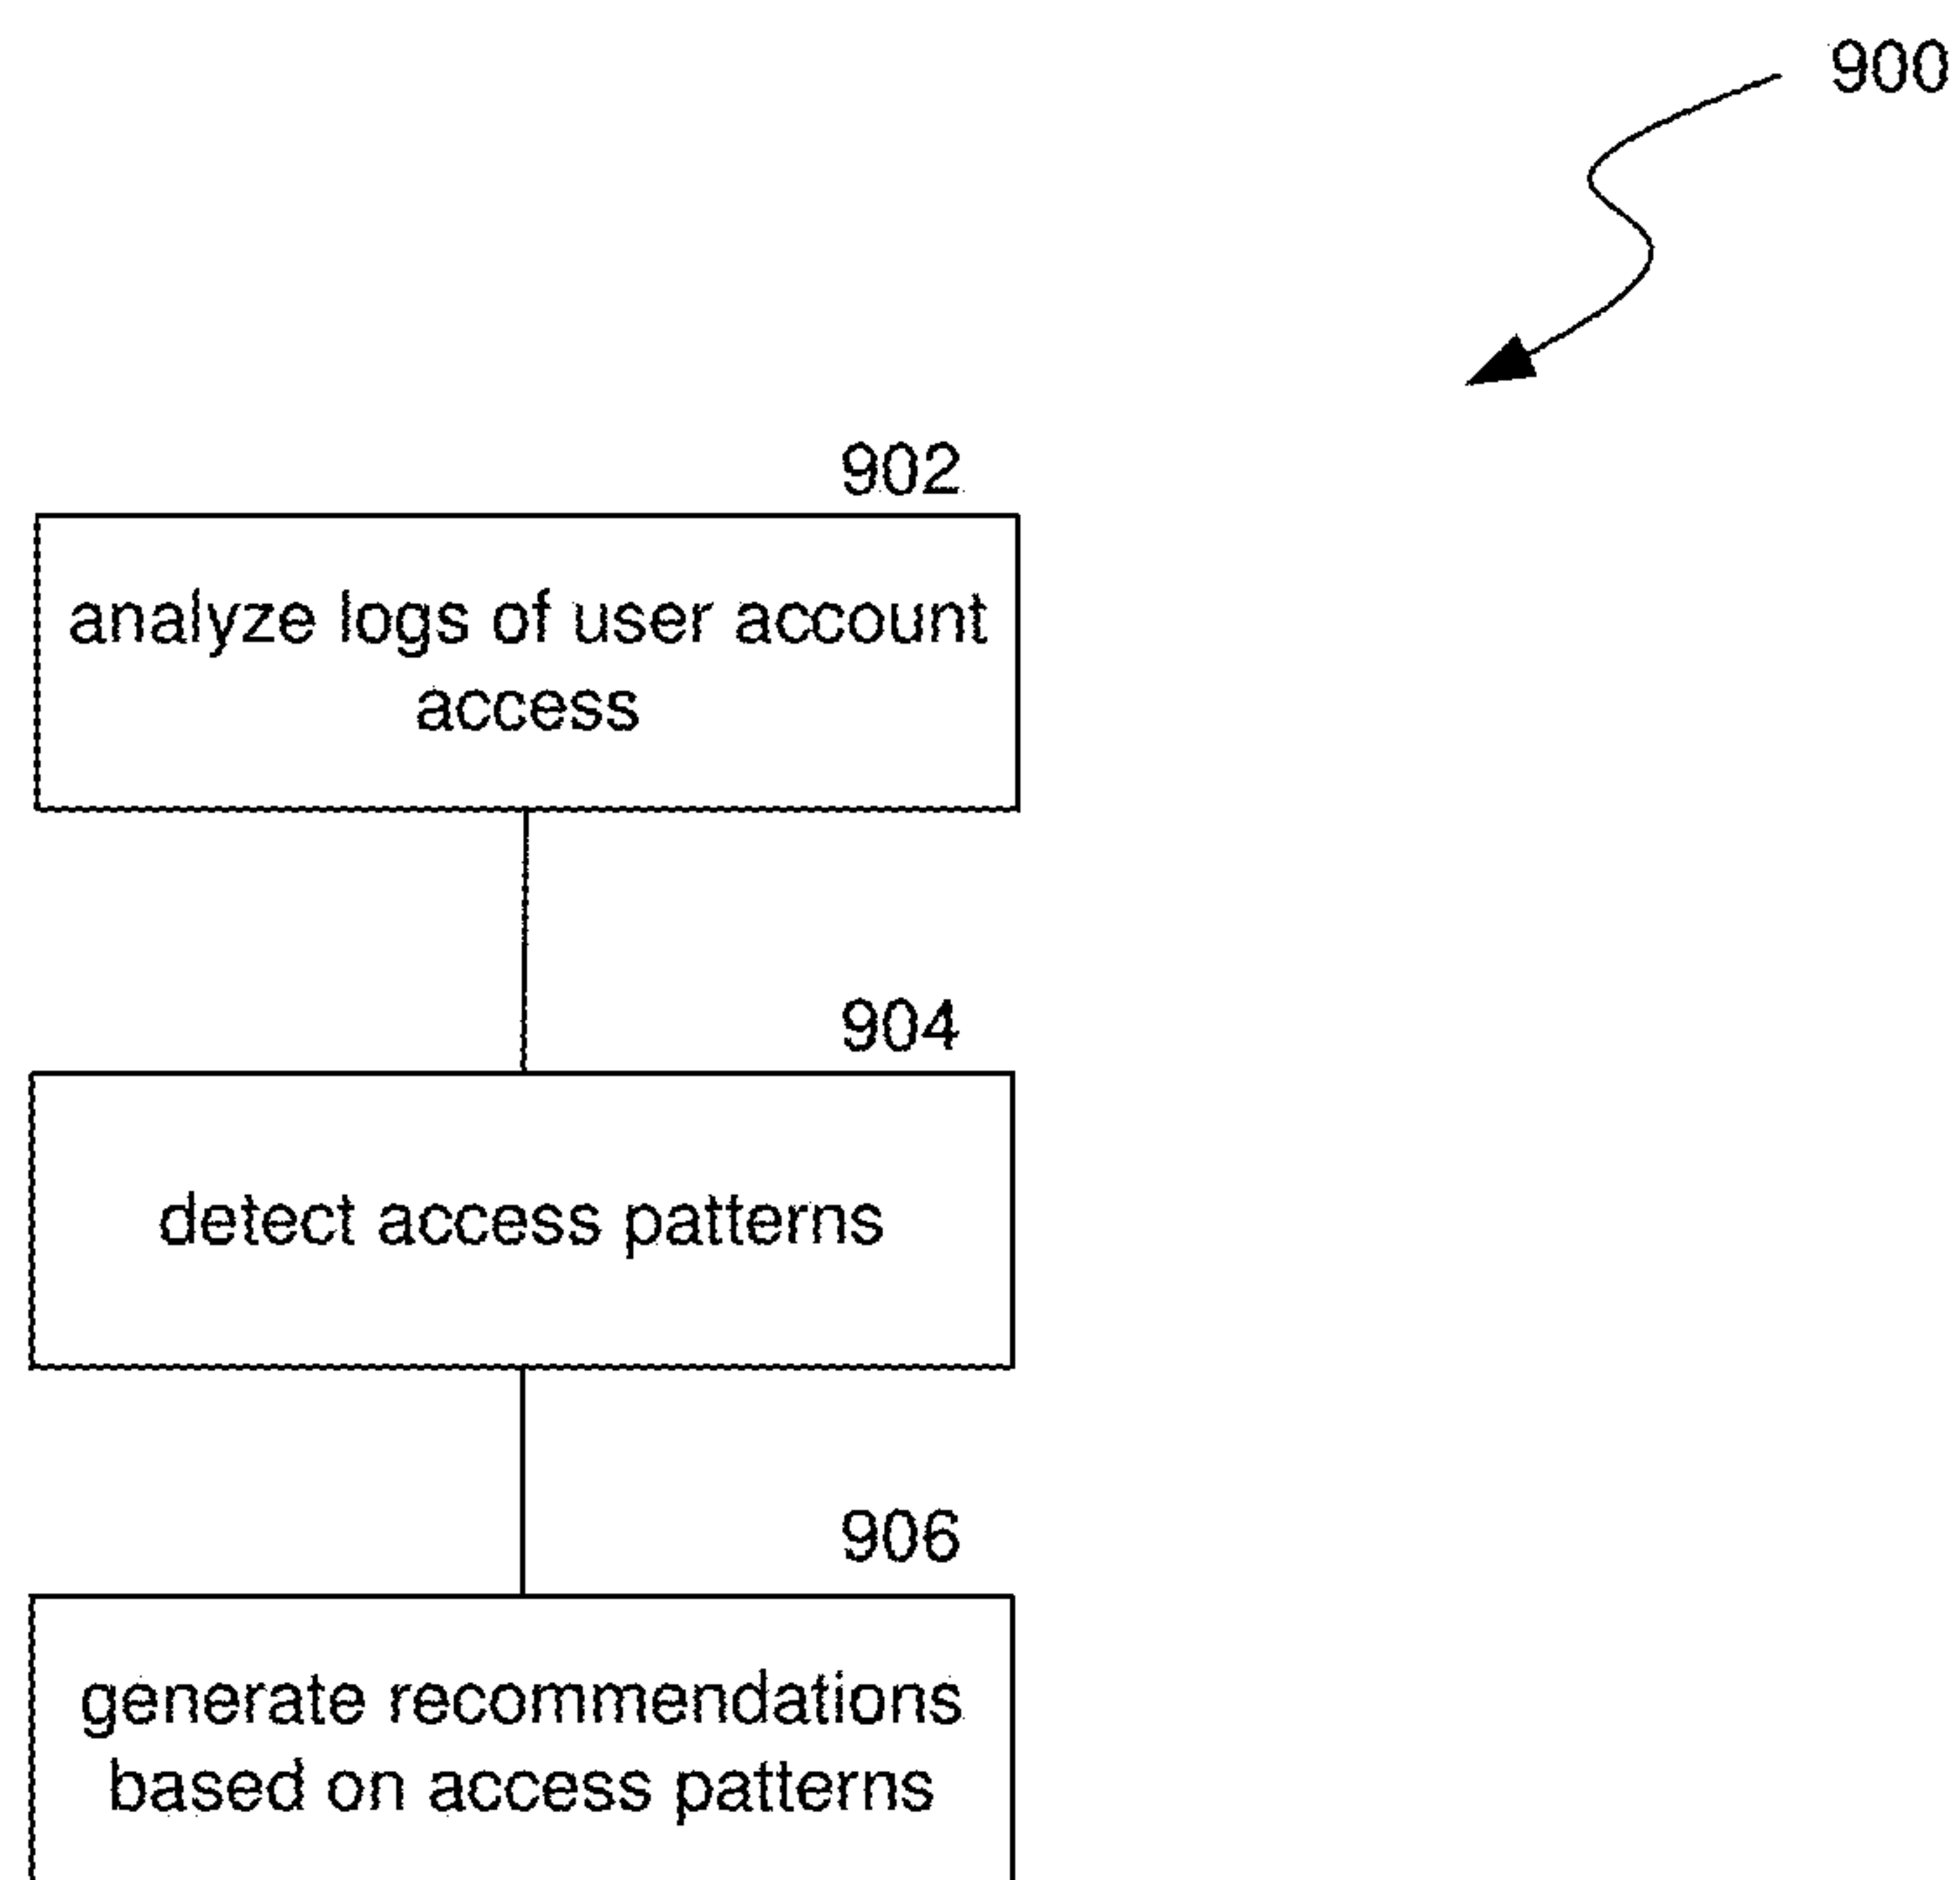 900
902
analyze logs of user account
access
904
detect access patterns
906
generate recommendations
based on access patterns